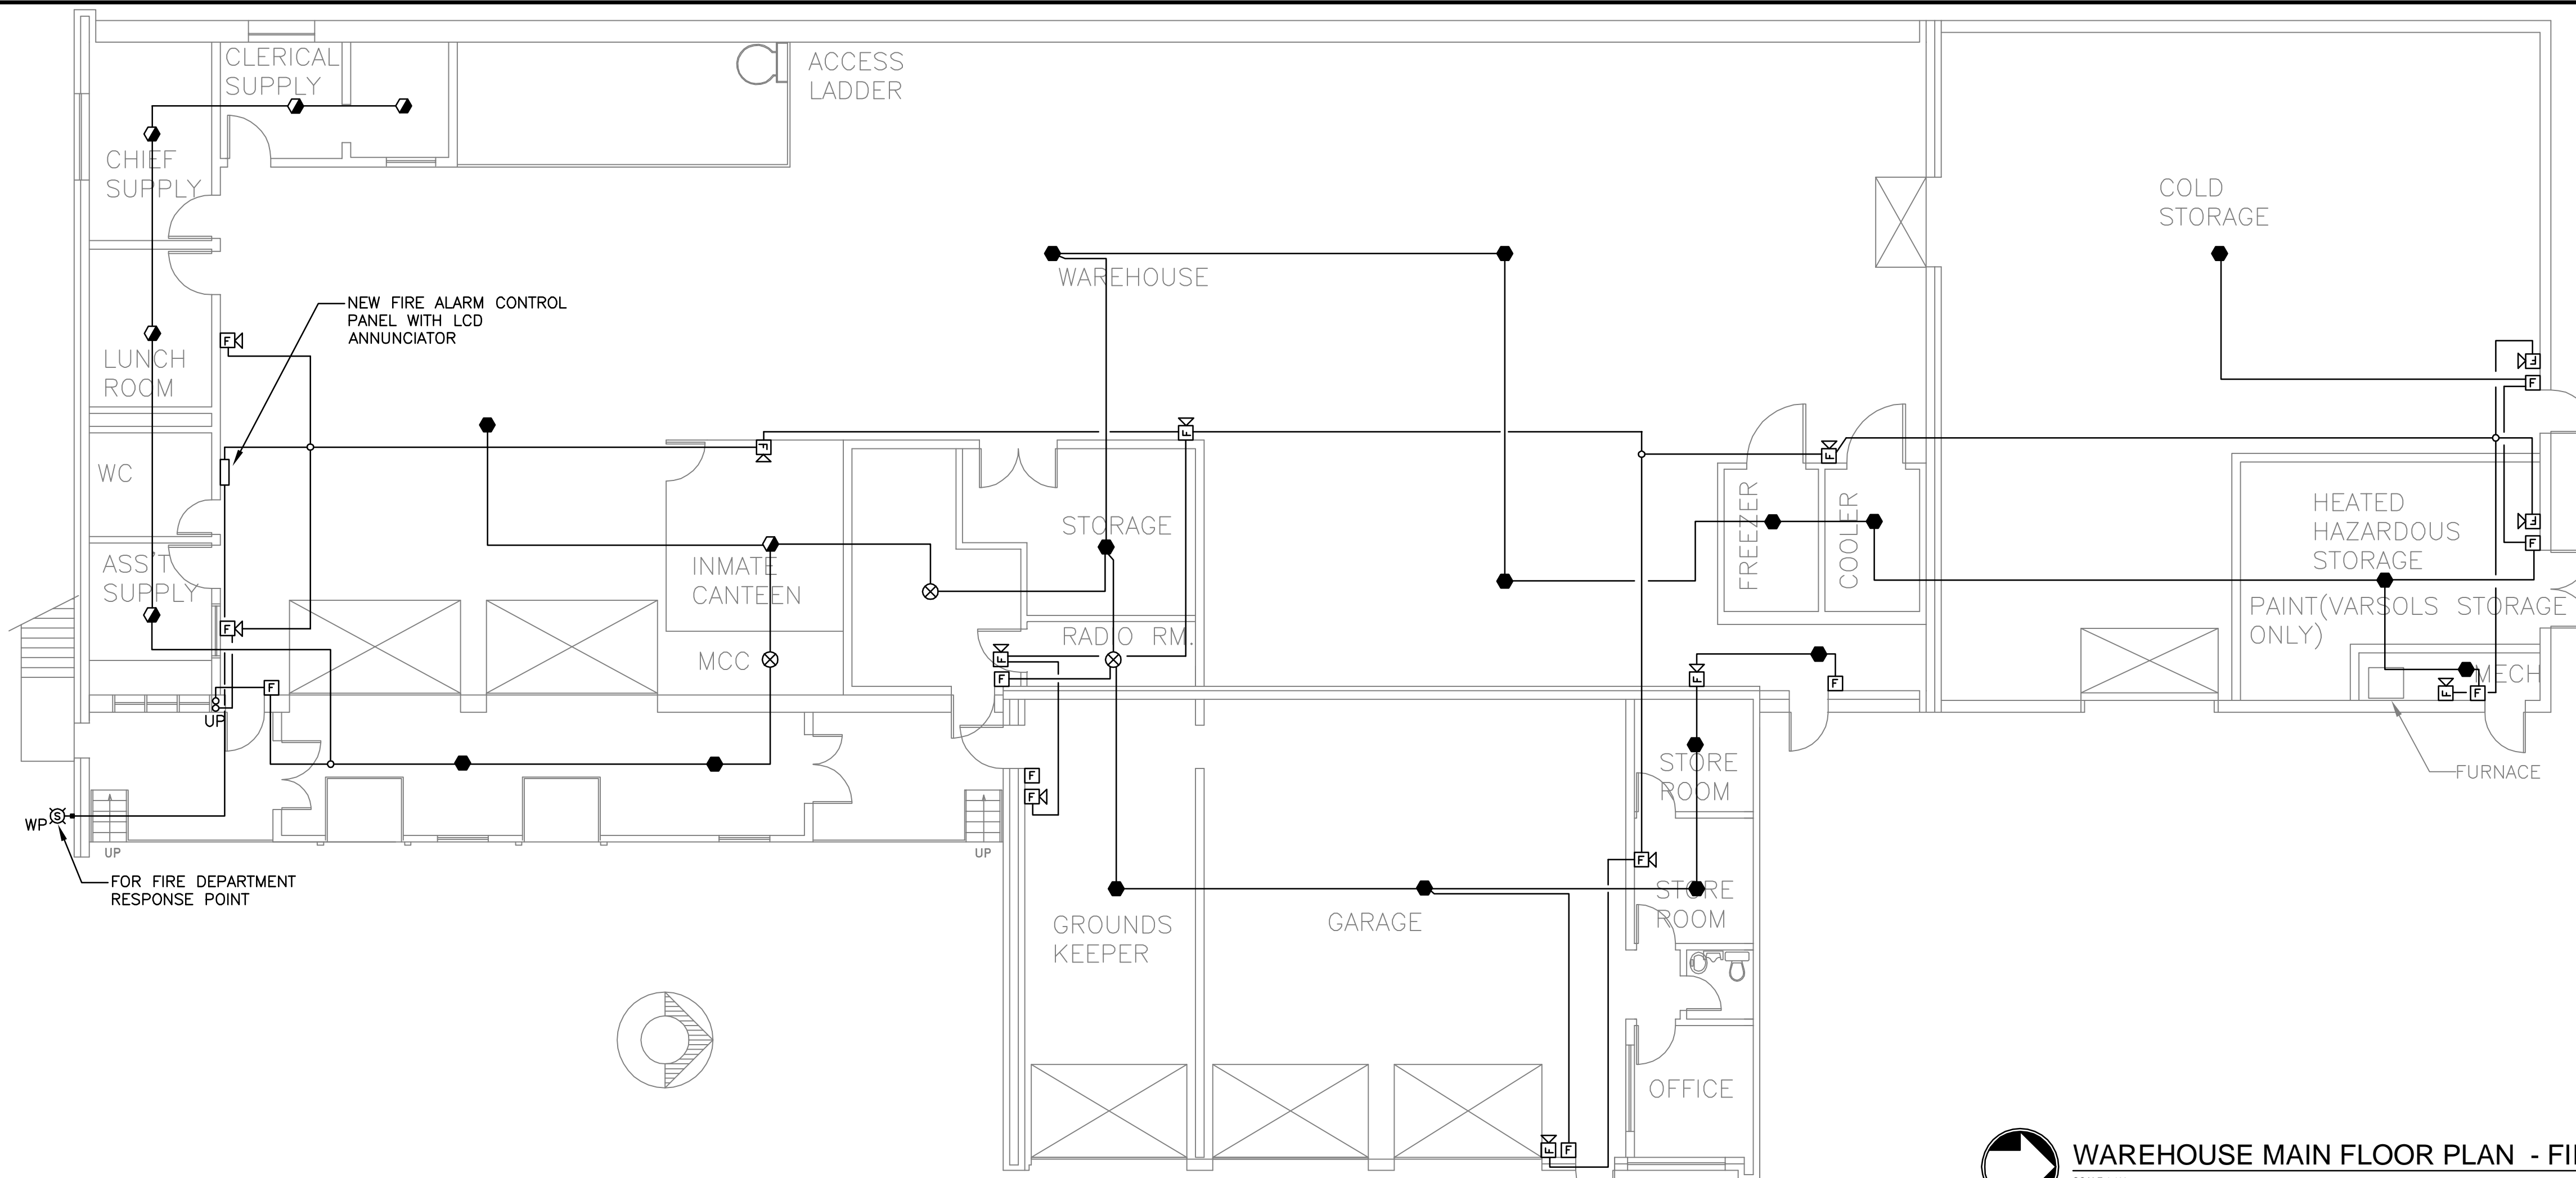 CLERICAL
SUPPLY
ACCESS
LADDER
CHIEF
SUPPLY
COLD
STORAGE
WAREHOUSE
NEW FIRE ALARM CONTROL
PANEL WITH LCD
ANNUNCIATOR
LUNCH
ROOM
F
F
F
WC
F
F
F
FREEZER
COOLER
HEATED
HAZARDOUS
STORAGE
F
F
STORAGE
ASS'T
SUPPLY
INMATE
CANTEEN
PAINT(VARSOLS STORAGE
ONLY)
F
RADIO RM.
MCC
F
F
F
F
F
MECH
F
F
UP
F
STORE
ROOM
FURNACE
F
F
WP
S
UP
UP
F
FOR FIRE DEPARTMENT
RESPONSE POINT
STORE
ROOM
GROUNDS
KEEPER
GARAGE
OFFICE
F
F
WAREHOUSE MAIN FLOOR PLAN - FI